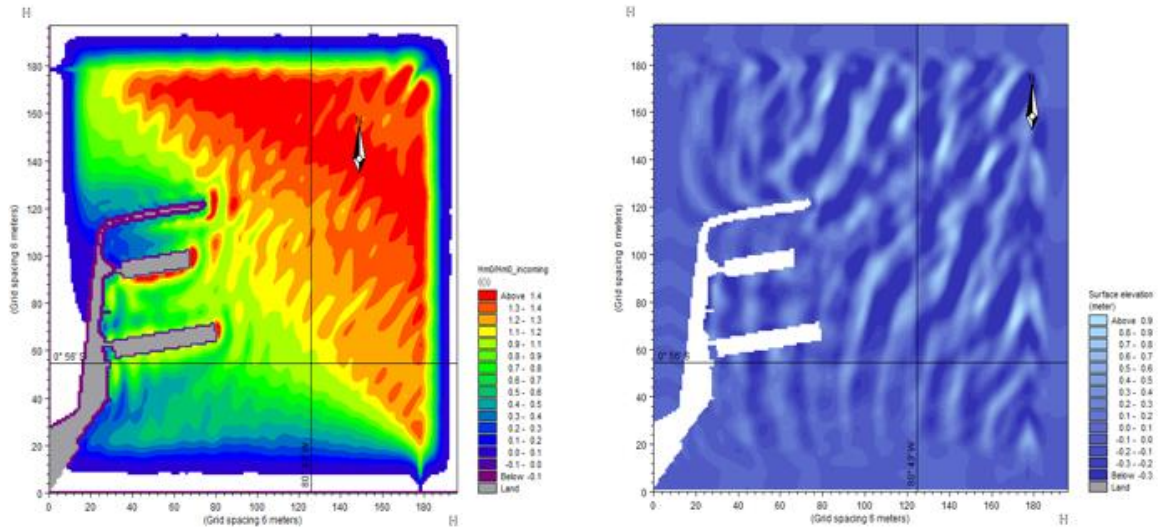 [-]
180
160
140
120
100
80
60
40
20
0
(Grid spacing 6 meters)
0° 56' S
0 20 40 60 80 100 120 140 160 180
(Grid spacing 6 meters)
[-]
Hm0/Hm0_incoming
(())
Above 1.4
1.3 - 1.4
1.2 - 1.3
1.1 - 1.2
0.9 - 1.1
0.8 - 0.9
0.7 - 0.8
0.6 - 0.7
0.5 - 0.6
0.4 - 0.5
0.3 - 0.4
0.2 - 0.3
0.1 - 0.2
0.0 - 0.1
-0.1 - 0.0
Below -0.1
Land
[-]
180
160
140
120
100
80
60
40
20
0
(Grid spacing 6 meters)
0° 56' S
80° 43' W
0 20 40 60 80 100 120 140 160 180
(Grid spacing 6 meters)
[-]
Surface elevation
(meter)
Above 0.9
0.8 - 0.9
0.6 - 0.8
0.5 - 0.6
0.4 - 0.5
0.3 - 0.4
0.2 - 0.3
0.1 - 0.2
0.0 - 0.1
-0.1 - 0.0
-0.2 - -0.1
-0.3 - -0.2
Below -0.3
Land